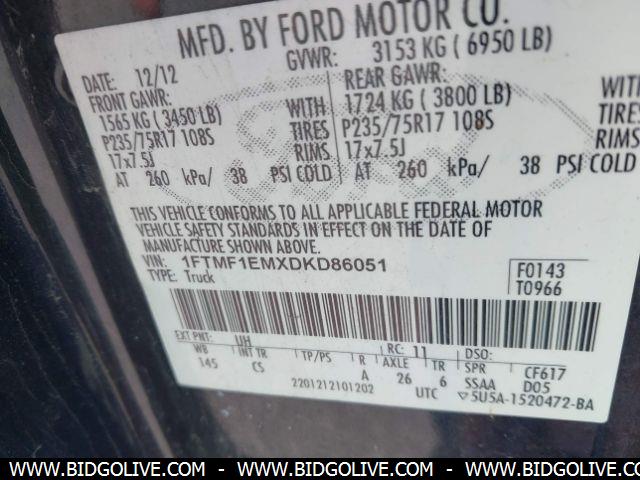 MFD. BY FORD MOTOR CO.
DATE: 12/12 GVWR: 3153 KG ( 6950 LB)
FRONT GAWR: REAR GAWR: WITH
1565 KG ( 3450 LB) WITH 1724 KG ( 3800 LB) TIRES
P235/75R17 108S TIRES P235/75R17 108S RIMS
17x7.5J RIMS 17x7.5J
AT 260 kPa/ 38 PSI COLD AT 260 kPa/ 38 PSI COLD
THIS VEHICLE CONFORMS TO ALL APPLICABLE FEDERAL MOTOR
VEHICLE SAFETY STANDARDS IN EFFECT ON THE DATE OF
MANUFACTURE SHOWN ABOVE.
VIN: 1FTMF1EMXDKD86051 F0143
TYPE: Truck T0966
EXT PNT: UH RC: 11 DSO:
WB INT TR TP/PS R AXLE TR SPR CF617
145 CS A 26 6 SSAA D05
2201212101202 UTC ▽5U5A-1520472-BA
WWW.BIDGOLIVE.COM - WWW.BIDGOLIVE.COM - WWW.BIDGOLIVE.COM